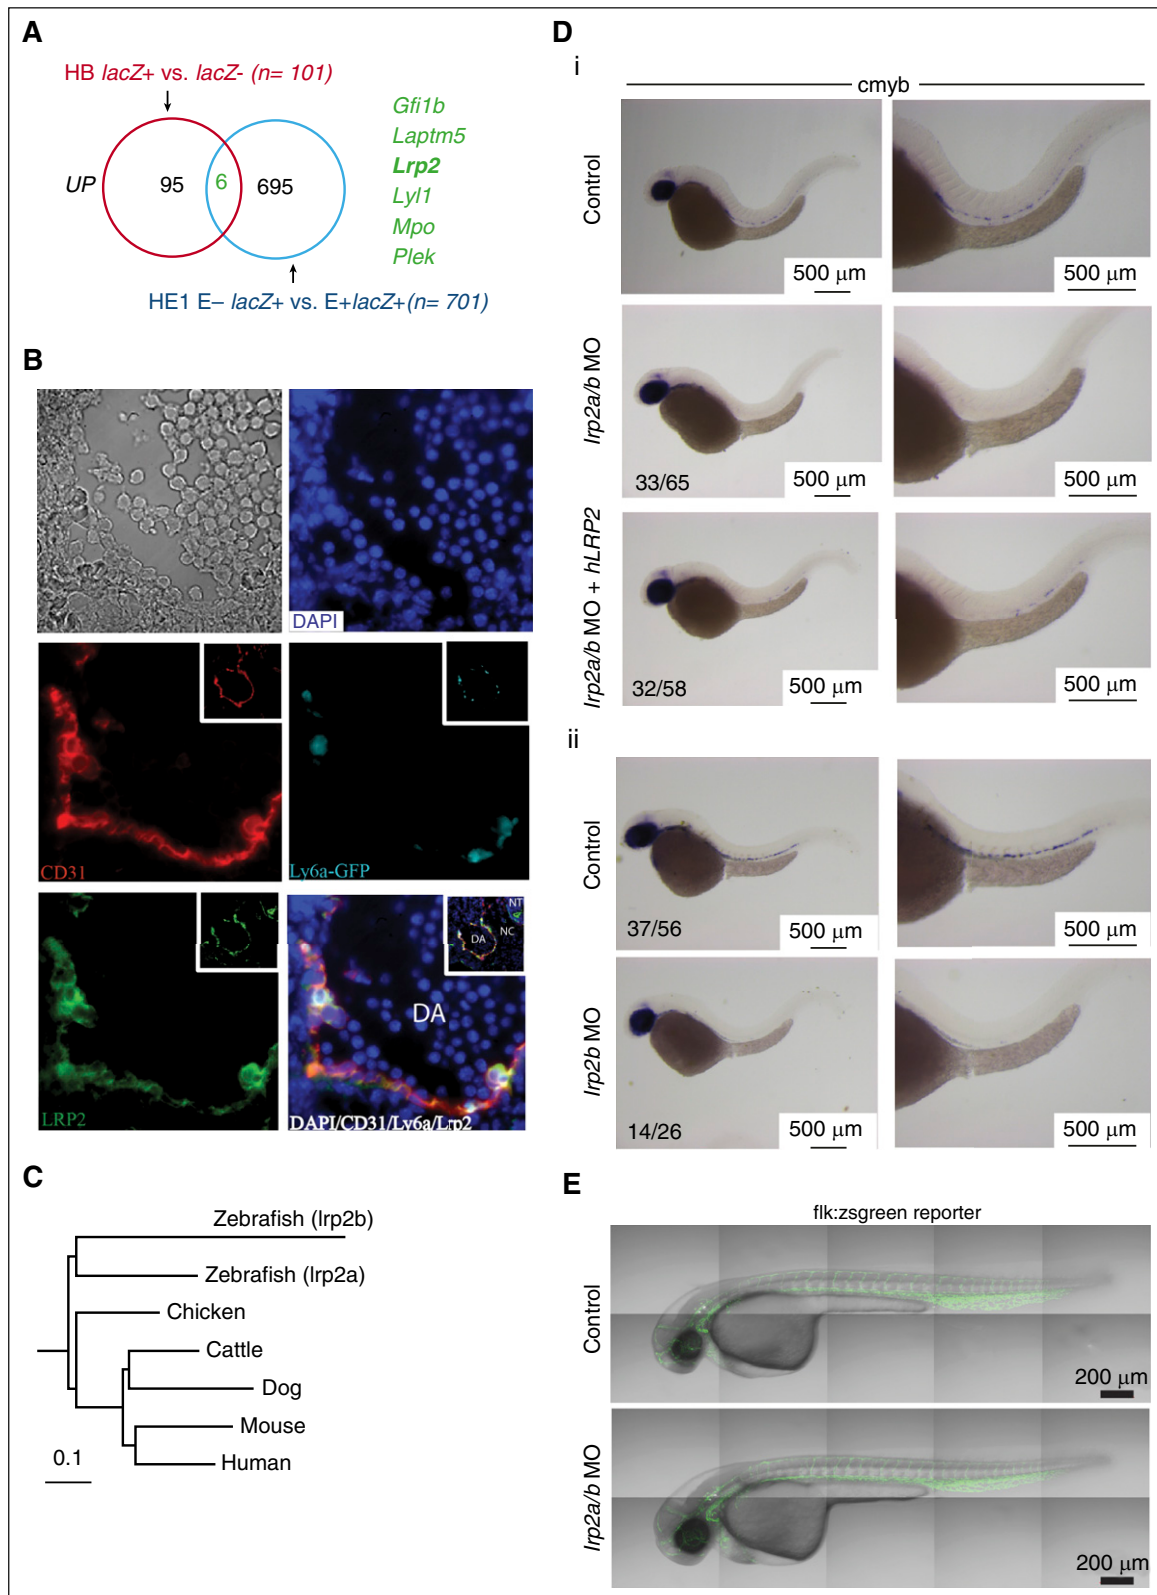 A
HB lacZ+ vs. lacZ- (n= 101)
UP
95
6
695
HE1 E– lacZ+ vs. E+lacZ+(n= 701)
Gfi1b
Laptm5
Lrp2
Lyl1
Mpo
Plek
B
DAPI
CD31
Ly6a-GFP
LRP2
NT
NC
DA
DA
DAPI/CD31/Ly6a/Lrp2
C
Zebrafish (lrp2b)
Zebrafish (lrp2a)
Chicken
Cattle
Dog
Mouse
Human
0.1
D
i
cmyb
Control
500 µm
500 µm
lrp2a/b MO
33/65
500 µm
500 µm
lrp2a/b MO + hLRP2
32/58
500 µm
500 µm
ii
Control
37/56
500 µm
500 µm
lrp2b MO
14/26
500 µm
500 µm
E
flk:zsgreen reporter
Control
200 µm
lrp2a/b MO
200 µm